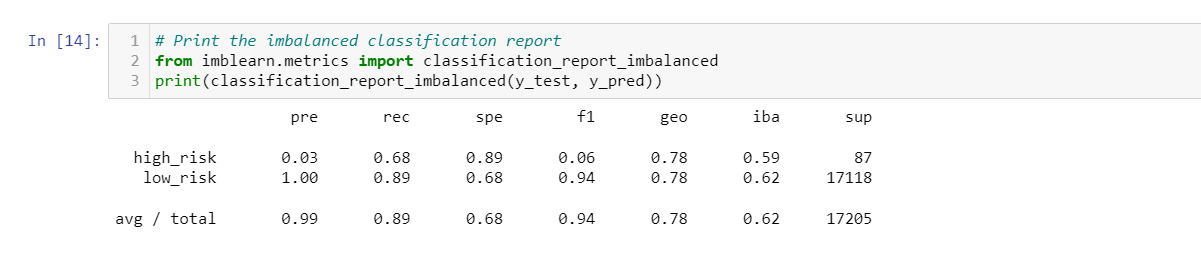 In [14]:
1 # Print the imbalanced classification report
2 from imblearn.metrics import classification_report_imbalanced
3 print(classification_report_imbalanced(y_test, y_pred))
pre rec spe f1 geo iba sup
high_risk 0.03 0.68 0.89 0.06 0.78 0.59 87
low_risk 1.00 0.89 0.68 0.94 0.78 0.62 17118
avg / total 0.99 0.89 0.68 0.94 0.78 0.62 17205